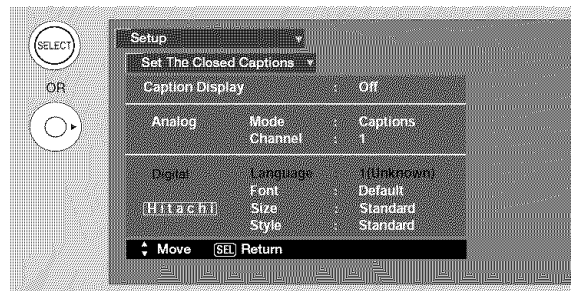 SELECT
OR
Setup
Set The Closed Captions
Caption Display : Off
Analog Mode : Captions
Channel : 1
Digital Language : 1(Unknown)
Font : Default
Hitachi Size : Standard
Style : Standard
Move SEL Return